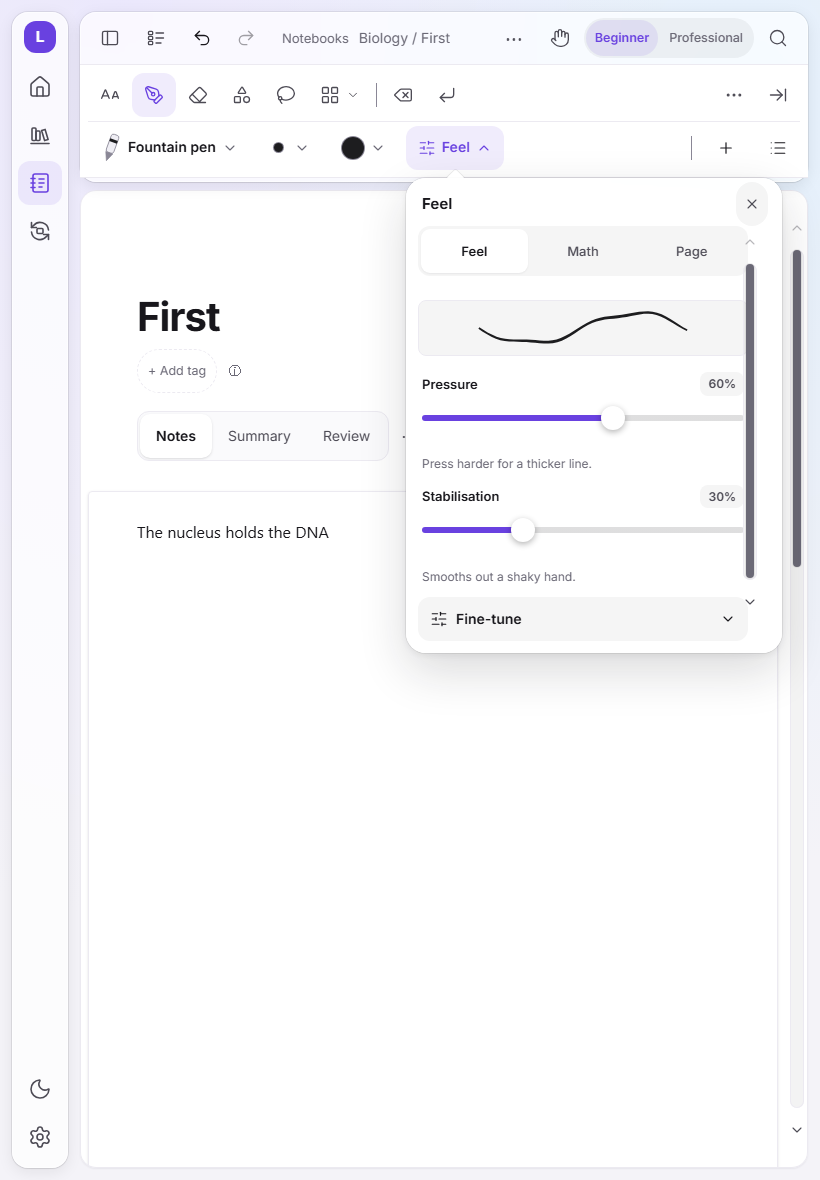 L
Notebooks Biology / First
Beginner Professional
AA
Fountain pen
Feel
Feel
Feel Math Page
First
+ Add tag
Pressure 60%
Notes Summary Review
Press harder for a thicker line.
Stabilisation 30%
The nucleus holds the DNA
Smooths out a shaky hand.
Fine-tune